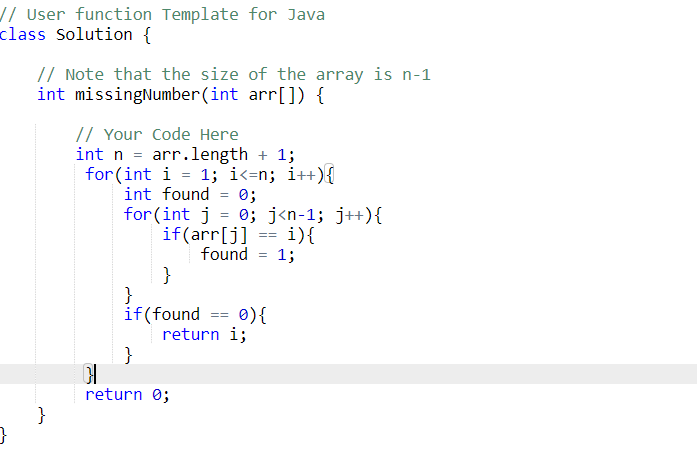 // User function Template for Java
class Solution {
// Note that the size of the array is n-1
int missingNumber(int arr[]) {
// Your Code Here
int n = arr.length + 1;
for(int i = 1; i<=n; i++){
int found = 0;
for(int j = 0; j<n-1; j++){
if(arr[j] == i){
found = 1;
}
}
if(found == 0){
return i;
}
}
return 0;
}
}